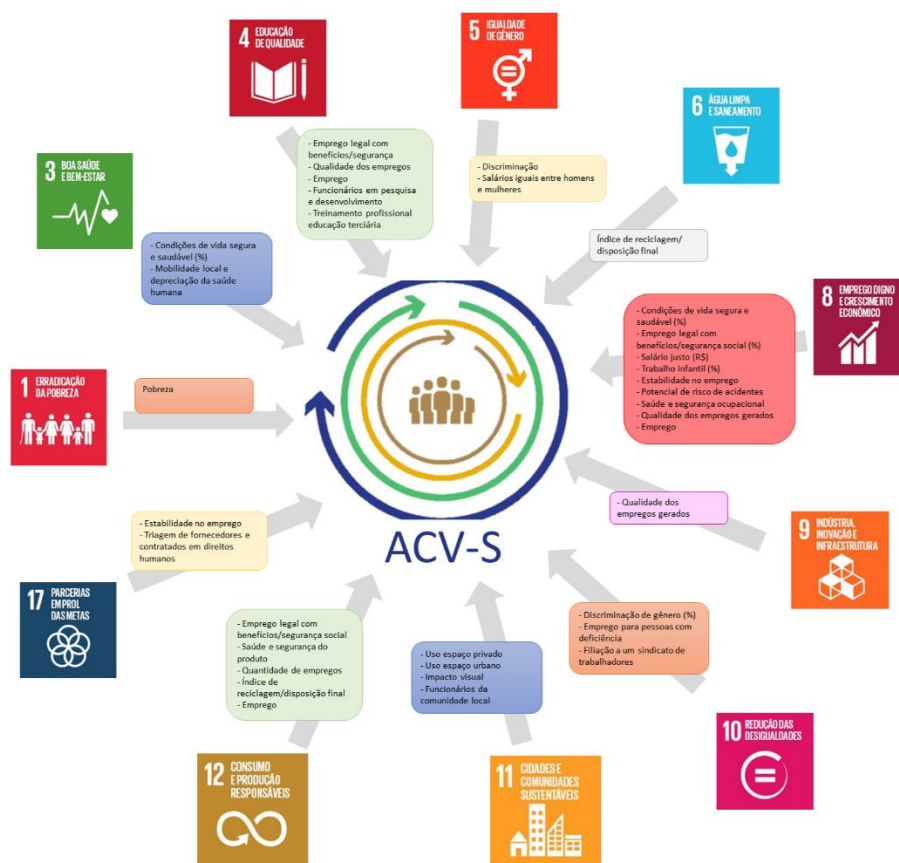 4 EDUCAÇÃO
DE QUALIDADE
5 IGUALDADE
DE GÊNERO
6 ÁGUA LIMPA
E SANEAMENTO
3 BOA SAÚDE
E BEM-ESTAR
- Emprego legal com
benefícios/segurança
- Qualidade dos empregos
- Emprego
- Funcionários em pesquisa
e desenvolvimento
- Treinamento profissional
educação terciária
- Discriminação
- Salários iguais entre homens
e mulheres
- Condições de vida segura
e saudável (%)
- Mobilidade local e
depreciação da saúde
humana
Índice de reciclagem/
disposição final
8 EMPREGO DIGNO
E CRESCIMENTO
ECONÔMICO
- Condições de vida segura e
saudável (%)
- Emprego legal com
benefícios/segurança social (%)
- Salário justo (R$)
- Trabalho infantil (%)
- Estabilidade no emprego
- Potencial de risco de acidentes
- Saúde e segurança ocupacional
- Qualidade dos empregos gerados
- Emprego
1 ERRADICAÇÃO
DA POBREZA
Pobreza
- Qualidade dos
empregos gerados
9 INDÚSTRIA,
INOVAÇÃO E
INFRAESTRUTURA
- Estabilidade no emprego
- Triagem de fornecedores e
contratados em direitos
humanos
ACV-S
17 PARCERIAS
EM PROL
DAS METAS
- Emprego legal com
benefícios/segurança social
- Saúde e segurança do
produto
- Quantidade de empregos
- Índice de
reciclagem/disposição final
- Emprego
- Uso espaço privado
- Uso espaço urbano
- Impacto visual
- Funcionários da
comunidade local
- Discriminação de gênero (%)
- Emprego para pessoas com
deficiência
- Filiação a um sindicato de
trabalhadores
10 REDUÇÃO DAS
DESIGUALDADES
12 CONSUMO
E PRODUÇÃO
RESPONSÁVEIS
11 CIDADES E
COMUNIDADES
SUSTENTÁVEIS